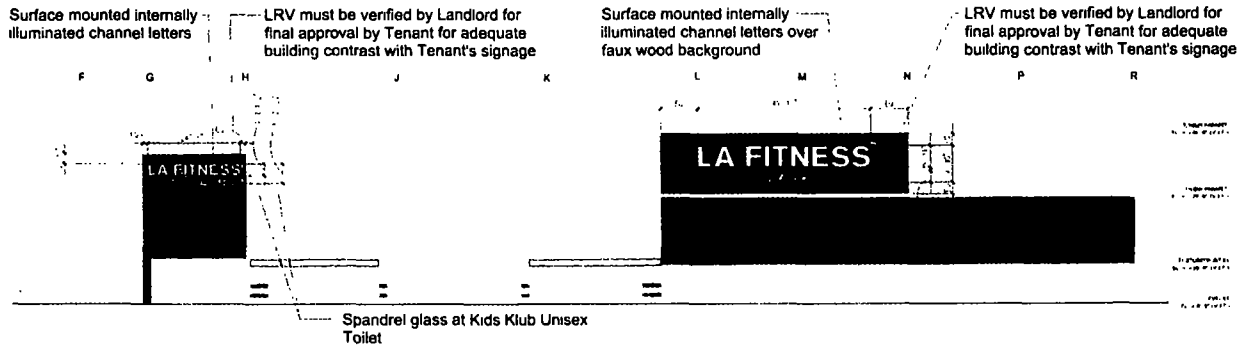 Surface mounted internally
illuminated channel letters
LRV must be verified by Landlord for
final approval by Tenant for adequate
building contrast with Tenant's signage
Surface mounted internally
illuminated channel letters over
faux wood background
LRV must be verified by Landlord for
final approval by Tenant for adequate
building contrast with Tenant's signage
F G H J K L M N P R
LA FITNESS
LA FITNESS
Spandrel glass at Kids Klub Unisex
Toilet